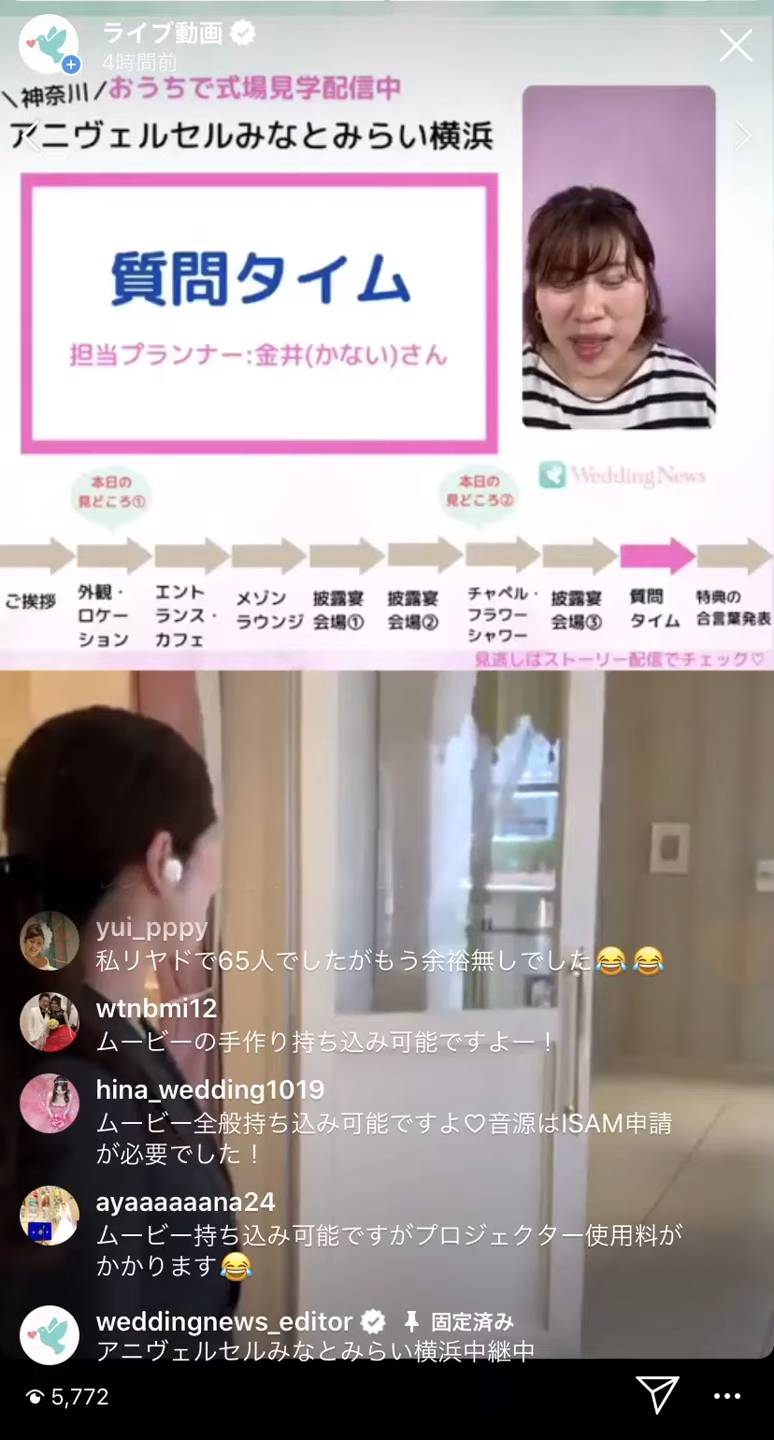 ライブ動画
4時間前
＼神奈川／おうちで式場見学配信中
アニヴェルセルみなとみらい横浜
質問タイム
担当プランナー:金井(かない)さん
WeddingNews
本日の
見どころ①
本日の
見どころ②
ご挨拶
外観・
ロケー
ション
エント
ランス・
カフェ
メゾン
ラウンジ
披露宴
会場①
披露宴
会場②
チャペル・
フラワー
シャワー
披露宴
会場③
質問
タイム
特典の
合言葉発表
見逃しはストーリー配信でチェック♡
yui_pppy
私リヤドで65人でしたがもう余裕無しでした😂😂
wtnbmi12
ムービーの手作り持ち込み可能ですよー！
hina_wedding1019
ムービー全般持ち込み可能ですよ♡音源はISAM申請
が必要でした！
ayaaaaaana24
ムービー持ち込み可能ですがプロジェクター使用料が
かかります😂
weddingnews_editor 固定済み
アニヴェルセルみなとみらい横浜中継中
5,772